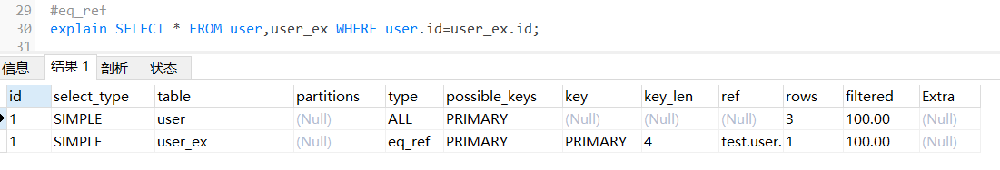 29 #eq_ref
30 explain SELECT * FROM user,user_ex WHERE user.id=user_ex.id;
31
信息 结果 1 剖析 状态
id select_type table partitions type possible_keys key key_len ref rows filtered Extra
1 SIMPLE user (Null) ALL PRIMARY (Null) (Null) (Null) 3 100.00 (Null)
1 SIMPLE user_ex (Null) eq_ref PRIMARY PRIMARY 4 test.user. 1 100.00 (Null)